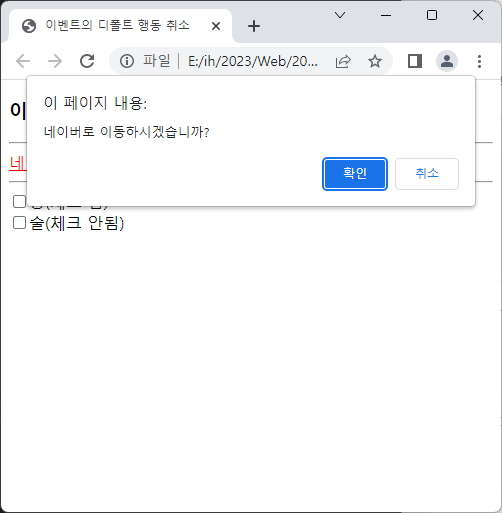 이벤트의 디폴트 행동 취소
파일 E:/ih/2023/Web/20...
이 페이지 내용:
네이버로 이동하시겠습니까?
확인 취소
술(체크 안됨)